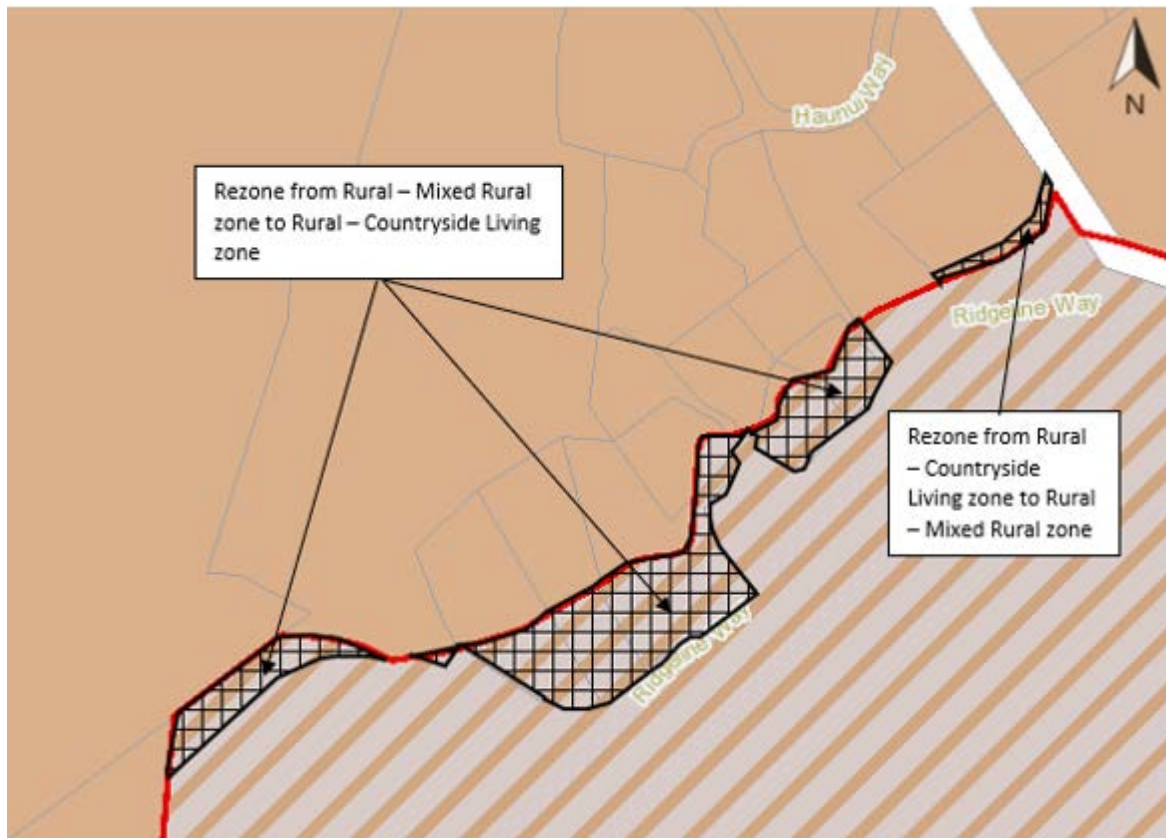 Haunui Way
N
Rezone from Rural – Mixed Rural
zone to Rural – Countryside Living
zone
Ridgeline Way
Rezone from Rural
– Countryside
Living zone to Rural
– Mixed Rural zone
Ridgeline Way